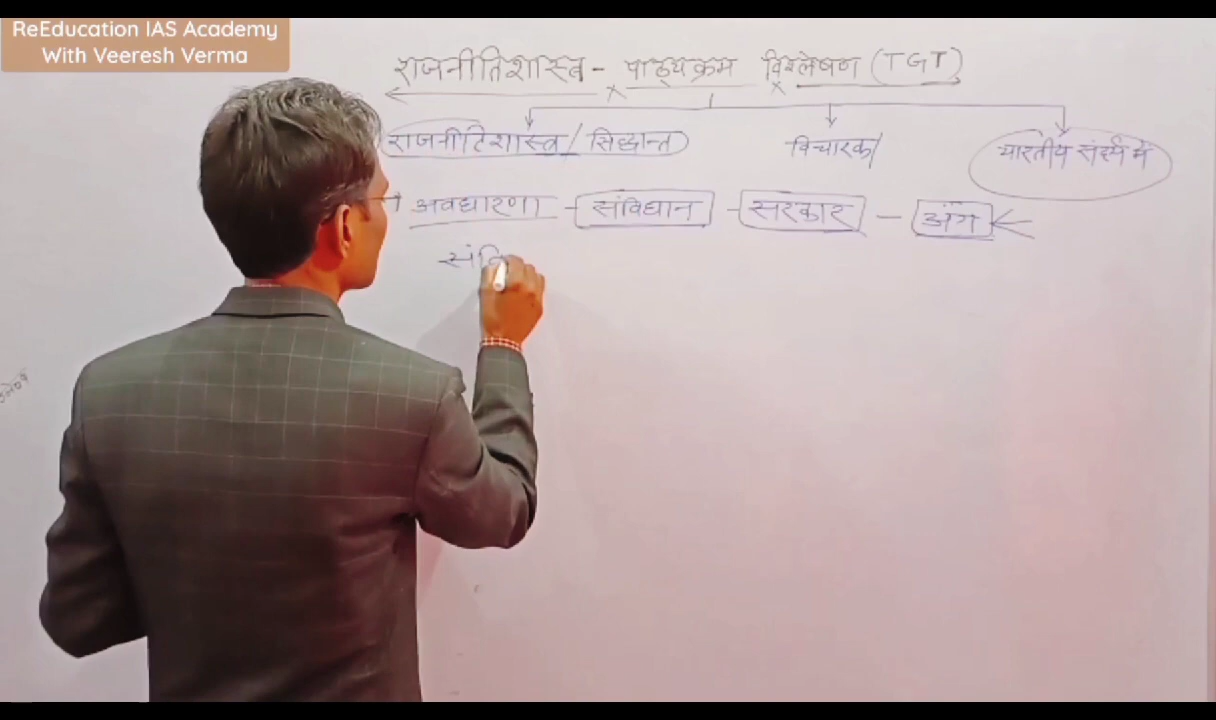 ReEducation IAS Academy
With Veeresh Verma
राजनीतिशास्त्र - पाठ्यक्रम विश्लेषण (TGT)
राजनीतिशास्त्र / सिद्धान्त विचारक / भारतीय संदर्भ में
अवधारणा - संविधान - सरकार - अंग
संवि